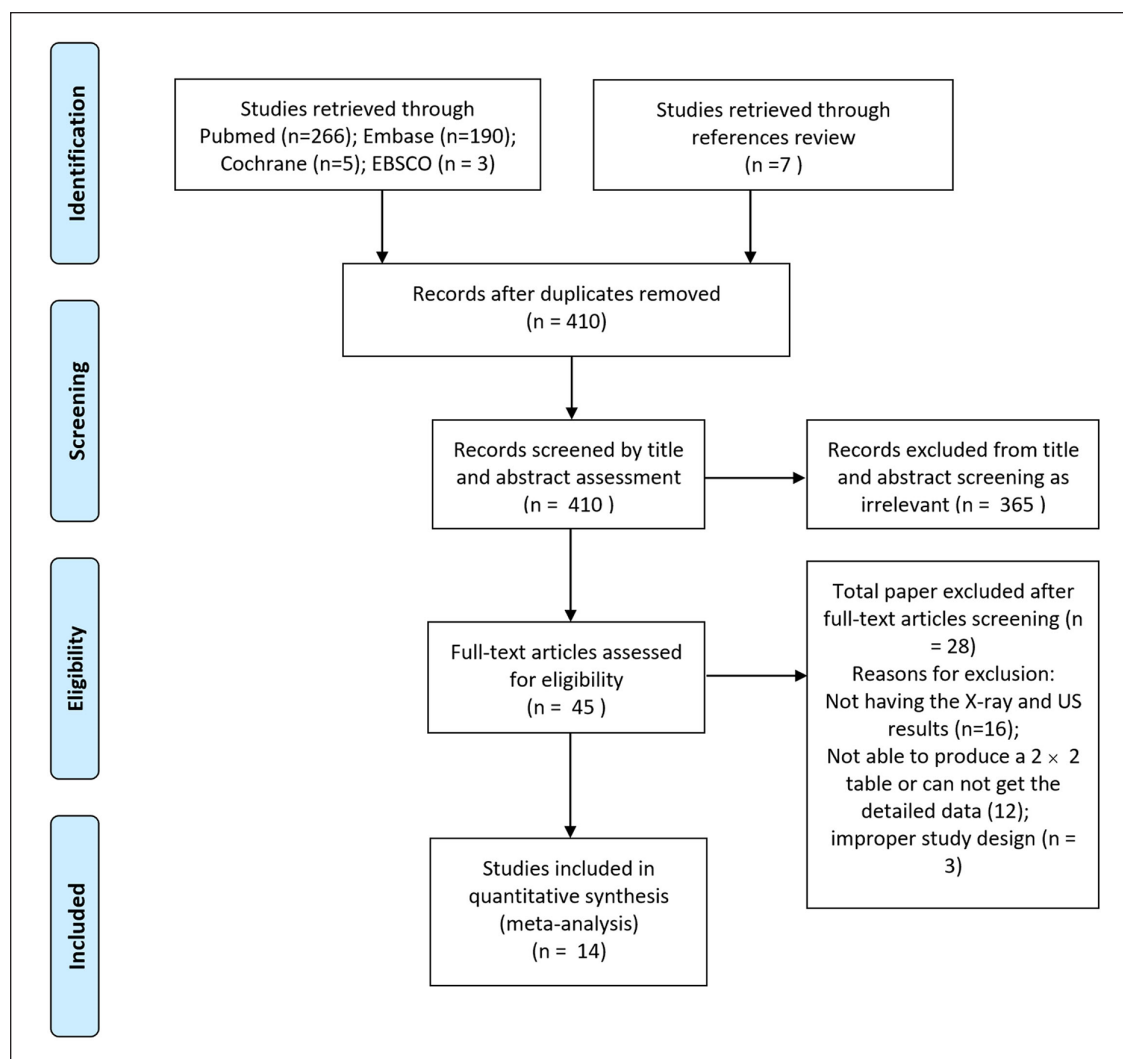 Identification
Studies retrieved through
Pubmed (n=266); Embase (n=190);
Cochrane (n=5); EBSCO (n = 3)
Studies retrieved through
references review
(n =7 )
Records after duplicates removed
(n = 410)
Screening
Records screened by title
and abstract assessment
(n = 410 )
Records excluded from title
and abstract screening as
irrelevant (n = 365 )
Eligibility
Full-text articles assessed
for eligibility
(n = 45 )
Total paper excluded after
full-text articles screening (n
= 28)
Reasons for exclusion:
Not having the X-ray and US
results (n=16);
Not able to produce a 2 × 2
table or can not get the
detailed data (12);
improper study design (n =
3)
Included
Studies included in
quantitative synthesis
(meta-analysis)
(n = 14)